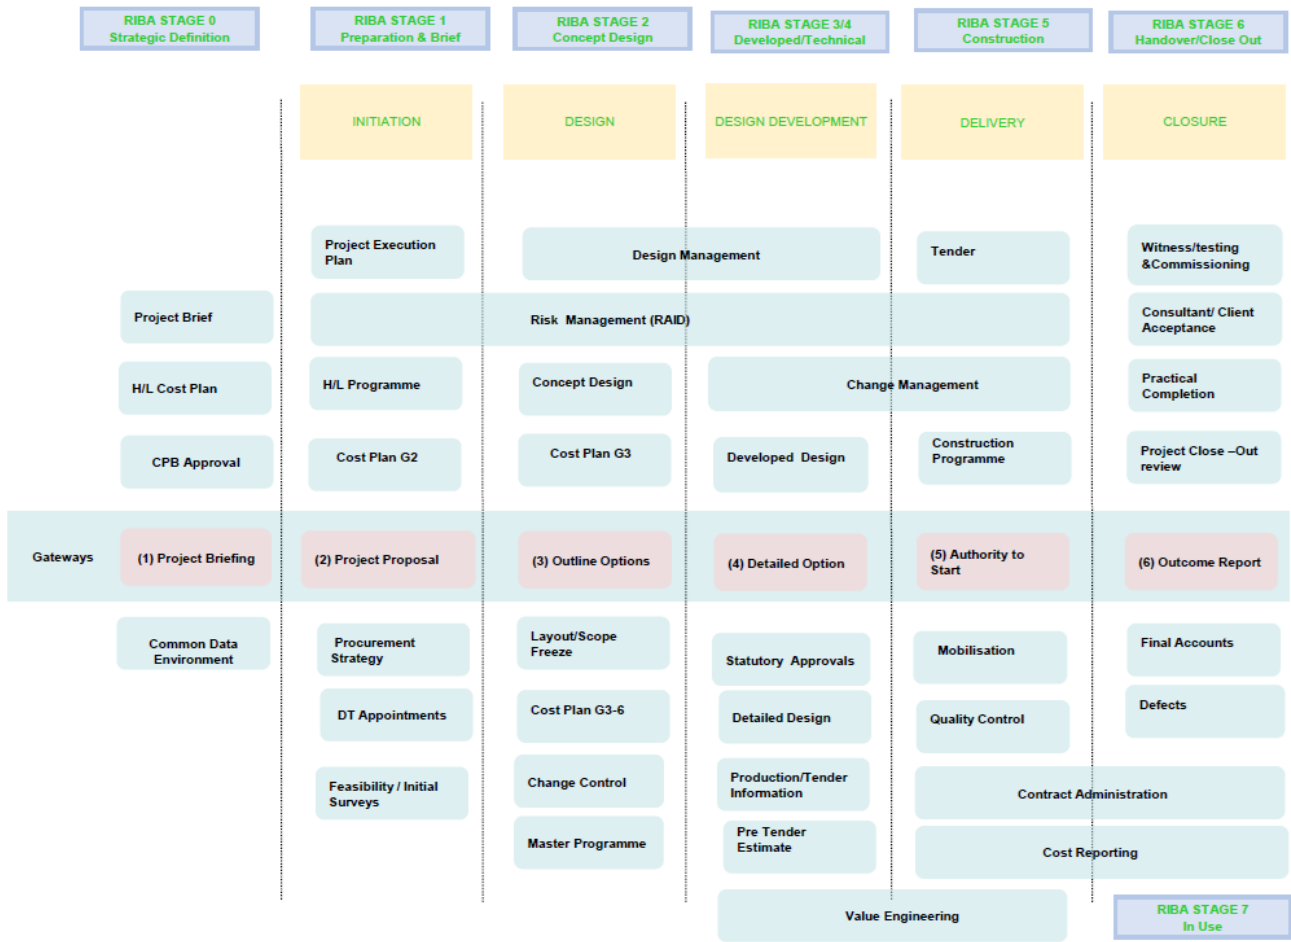 RIBA STAGE 0
Strategic Definition
RIBA STAGE 1
Preparation & Brief
RIBA STAGE 2
Concept Design
RIBA STAGE 3/4
Developed/Technical
RIBA STAGE 5
Construction
RIBA STAGE 6
Handover/Close Out
INITIATION
DESIGN
DESIGN DEVELOPMENT
DELIVERY
CLOSURE
Project Execution
Plan
Design Management
Tender
Witness/testing
&Commissioning
Project Brief
Risk Management (RAID)
Consultant/ Client
Acceptance
H/L Cost Plan
H/L Programme
Concept Design
Change Management
Practical
Completion
CPB Approval
Cost Plan G2
Cost Plan G3
Developed Design
Construction
Programme
Project Close –Out
review
Gateways
(1) Project Briefing
(2) Project Proposal
(3) Outline Options
(4) Detailed Option
(5) Authority to
Start
(6) Outcome Report
Common Data
Environment
Procurement
Strategy
Layout/Scope
Freeze
Statutory Approvals
Mobilisation
Final Accounts
DT Appointments
Cost Plan G3-6
Detailed Design
Quality Control
Defects
Feasibility / Initial
Surveys
Change Control
Production/Tender
Information
Contract Administration
Master Programme
Pre Tender
Estimate
Cost Reporting
Value Engineering
RIBA STAGE 7
In Use